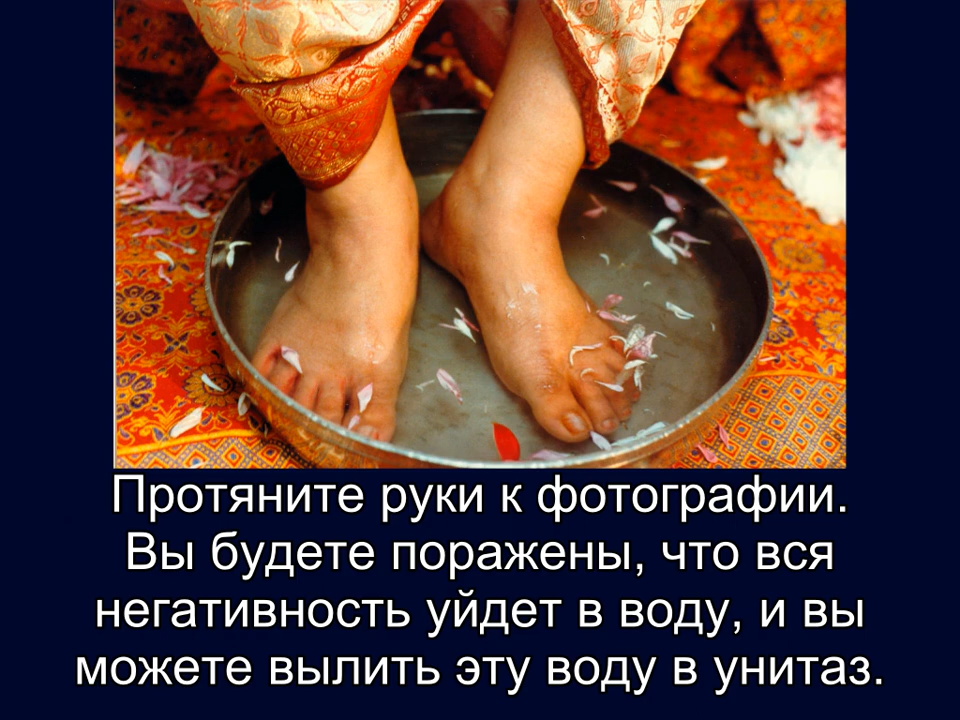 Протяните руки к фотографии.
Вы будете поражены, что вся
негативность уйдет в воду, и вы
можете вылить эту воду в унитаз.